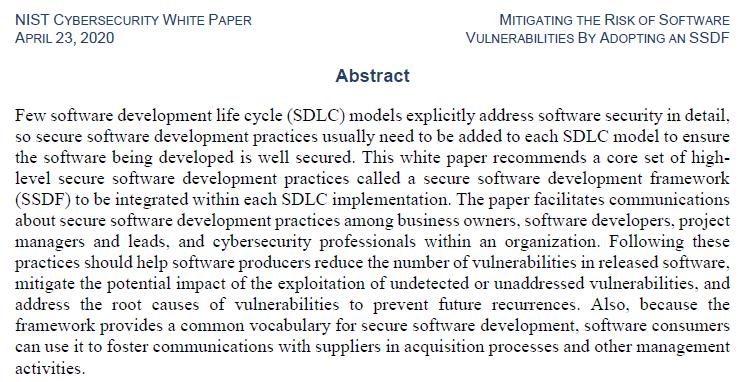 NIST CYBERSECURITY WHITE PAPER
MITIGATING THE RISK OF SOFTWARE
APRIL 23, 2020
VULNERABILITIES BY ADOPTING AN SSDF
Abstract
Few software development life cycle (SDLC) models explicitly address software security in detail,
so secure software development practices usually need to be added to each SDLC model to ensure
the software being developed is well secured. This white paper recommends a core set of high-
level secure software development practices called a secure software development framework
(SSDF) to be integrated within each SDLC implementation. The paper facilitates communications
about secure software development practices among business owners, software developers, project
managers and leads, and cybersecurity professionals within an organization. Following these
practices should help software producers reduce the number of vulnerabilities in released software,
mitigate the potential impact of the exploitation of undetected or unaddressed vulnerabilities, and
address the root causes of vulnerabilities to prevent future recurrences. Also, because the
framework provides a common vocabulary for secure software development, software consumers
can use it to foster communications with suppliers in acquisition processes and other management
activities.